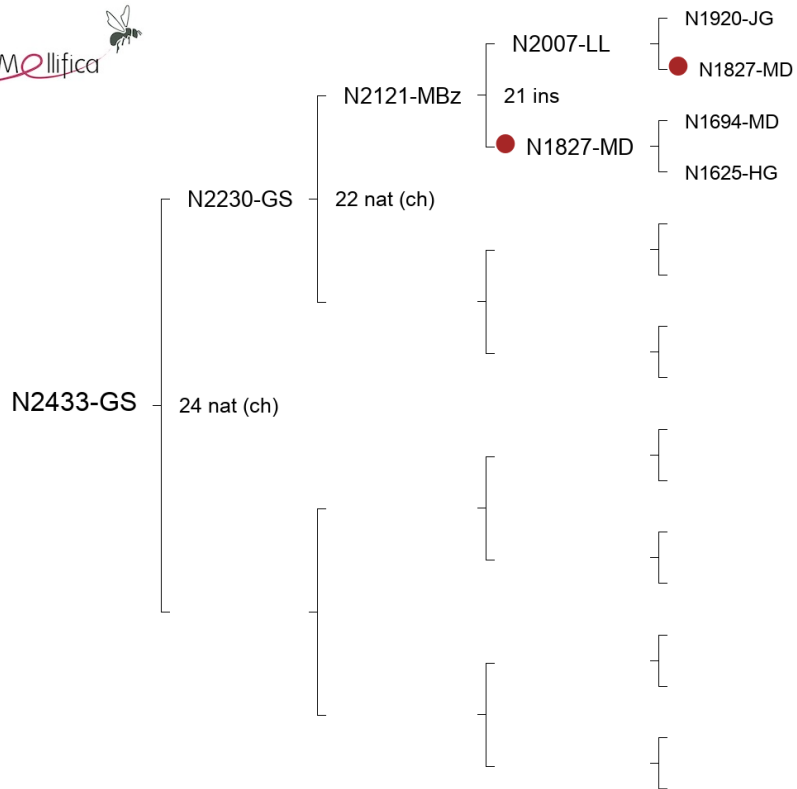 Mellifica
N1920-JG
N2007-LL
N1827-MD
N2121-MBz
21 ins
N1694-MD
N1827-MD
N1625-HG
N2230-GS
22 nat (ch)
N2433-GS
24 nat (ch)